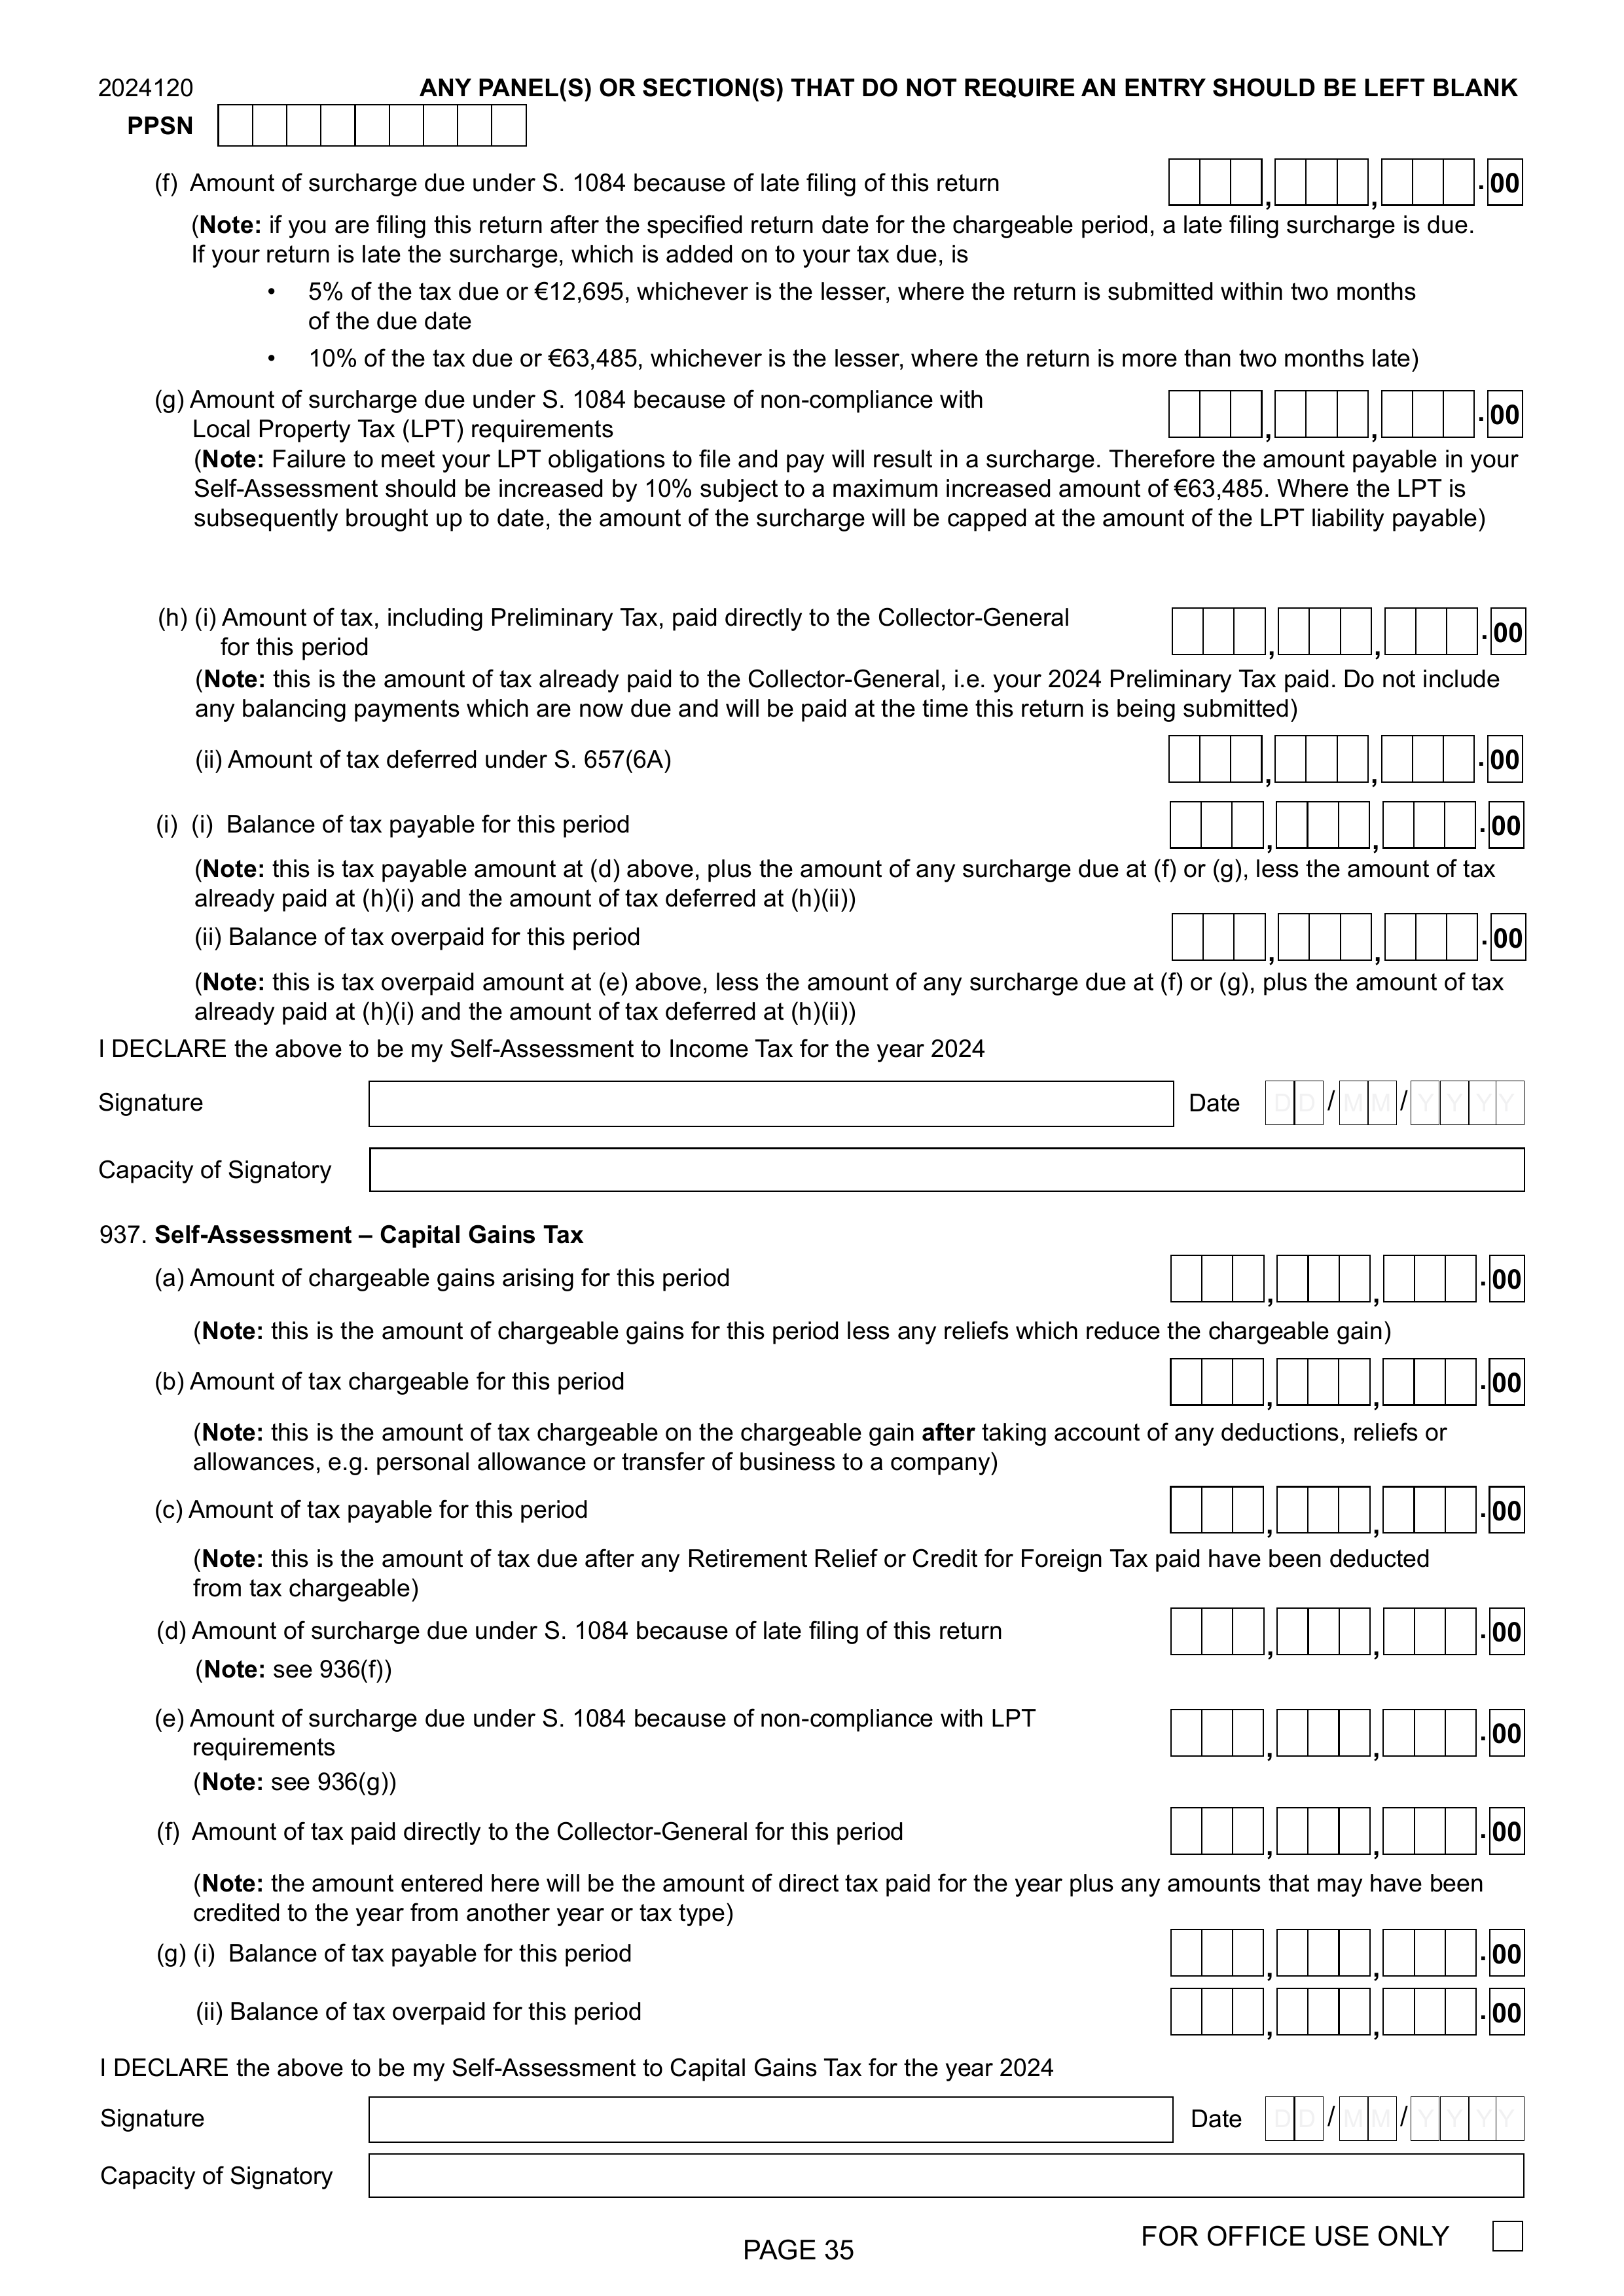 2024120
ANY PANEL(S) OR SECTION(S) THAT DO NOT REQUIRE AN ENTRY SHOULD BE LEFT BLANK
PPSN
(f) Amount of surcharge due under S. 1084 because of late filing of this return , , .00
(Note: if you are filing this return after the specified return date for the chargeable period, a late filing surcharge is due.
If your return is late the surcharge, which is added on to your tax due, is
• 5% of the tax due or €12,695, whichever is the lesser, where the return is submitted within two months
of the due date
• 10% of the tax due or €63,485, whichever is the lesser, where the return is more than two months late)
(g) Amount of surcharge due under S. 1084 because of non-compliance with
Local Property Tax (LPT) requirements , , .00
(Note: Failure to meet your LPT obligations to file and pay will result in a surcharge. Therefore the amount payable in your
Self-Assessment should be increased by 10% subject to a maximum increased amount of €63,485. Where the LPT is
subsequently brought up to date, the amount of the surcharge will be capped at the amount of the LPT liability payable)
(h) (i) Amount of tax, including Preliminary Tax, paid directly to the Collector-General
for this period , , .00
(Note: this is the amount of tax already paid to the Collector-General, i.e. your 2024 Preliminary Tax paid. Do not include
any balancing payments which are now due and will be paid at the time this return is being submitted)
(ii) Amount of tax deferred under S. 657(6A) , , .00
(i) (i) Balance of tax payable for this period , , .00
(Note: this is tax payable amount at (d) above, plus the amount of any surcharge due at (f) or (g), less the amount of tax
already paid at (h)(i) and the amount of tax deferred at (h)(ii))
(ii) Balance of tax overpaid for this period , , .00
(Note: this is tax overpaid amount at (e) above, less the amount of any surcharge due at (f) or (g), plus the amount of tax
already paid at (h)(i) and the amount of tax deferred at (h)(ii))
I DECLARE the above to be my Self-Assessment to Income Tax for the year 2024
Signature Date DD/MM/YYYY
Capacity of Signatory
937. Self-Assessment – Capital Gains Tax
(a) Amount of chargeable gains arising for this period , , .00
(Note: this is the amount of chargeable gains for this period less any reliefs which reduce the chargeable gain)
(b) Amount of tax chargeable for this period , , .00
(Note: this is the amount of tax chargeable on the chargeable gain after taking account of any deductions, reliefs or
allowances, e.g. personal allowance or transfer of business to a company)
(c) Amount of tax payable for this period , , .00
(Note: this is the amount of tax due after any Retirement Relief or Credit for Foreign Tax paid have been deducted
from tax chargeable)
(d) Amount of surcharge due under S. 1084 because of late filing of this return , , .00
(Note: see 936(f))
(e) Amount of surcharge due under S. 1084 because of non-compliance with LPT
requirements , , .00
(Note: see 936(g))
(f) Amount of tax paid directly to the Collector-General for this period , , .00
(Note: the amount entered here will be the amount of direct tax paid for the year plus any amounts that may have been
credited to the year from another year or tax type)
(g) (i) Balance of tax payable for this period , , .00
(ii) Balance of tax overpaid for this period , , .00
I DECLARE the above to be my Self-Assessment to Capital Gains Tax for the year 2024
Signature Date DD/MM/YYYY
Capacity of Signatory
FOR OFFICE USE ONLY
PAGE 35